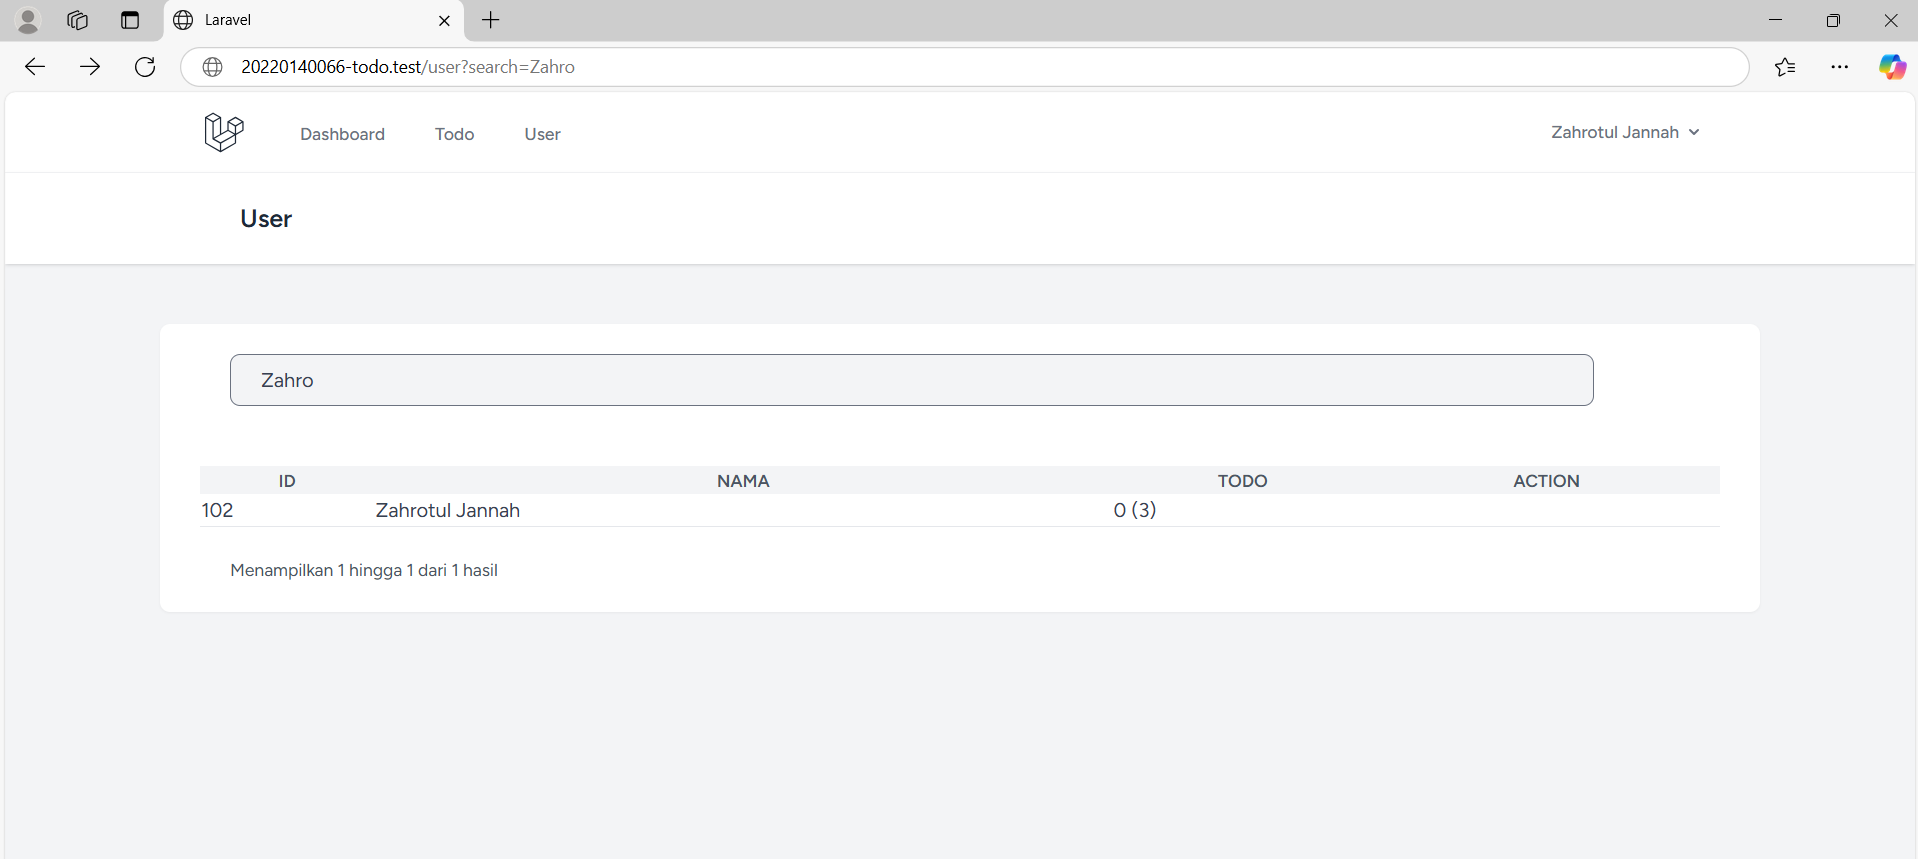 Laravel
20220140066-todo.test/user?search=Zahro
Dashboard Todo User Zahrotul Jannah
User
Zahro
ID NAMA TODO ACTION
102 Zahrotul Jannah 0 (3)
Menampilkan 1 hingga 1 dari 1 hasil